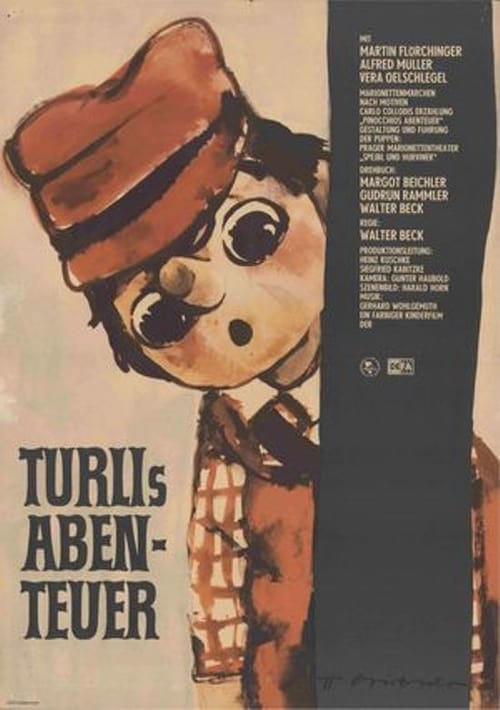 MIT
MARTIN FLÖRCHINGER
ALFRED MÜLLER
VERA OELSCHLEGEL
MARIONETTENMÄRCHEN
NACH MOTIVEN
CARLO COLLODIS ERZÄHLUNG
„PINOCCHIOS ABENTEUER"
GESTALTUNG UND FÜHRUNG
DER PUPPEN:
PRAGER MARIONETTENTHEATER
„SPEJBL UND HURVINEK"
DREHBUCH:
MARGOT BEICHLER
GUDRUN RAMMLER
WALTER BECK
REGIE:
WALTER BECK
PRODUKTIONSLEITUNG:
HEINZ KUSCHKE
SIEGFRIED KABITZKE
KAMERA: GÜNTER HAUBOLD
SZENENBILD: HARALD HORN
MUSIK:
GERHARD WOHLGEMUTH
EIN FARBIGER KINDERFILM
DER
DEFA
TURLIS
ABEN-
TEUER